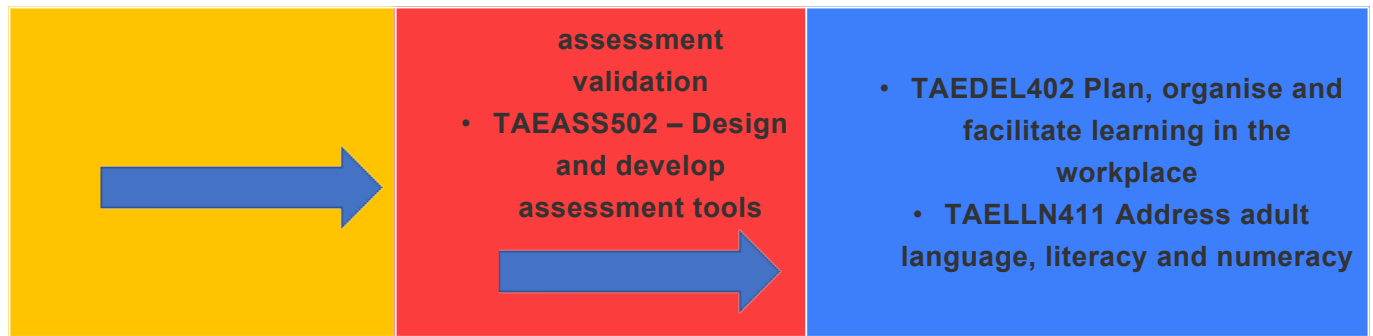 assessment
validation
• TAEASS502 – Design
and develop
assessment tools
• TAEDEL402 Plan, organise and
facilitate learning in the
workplace
• TAELLN411 Address adult
language, literacy and numeracy